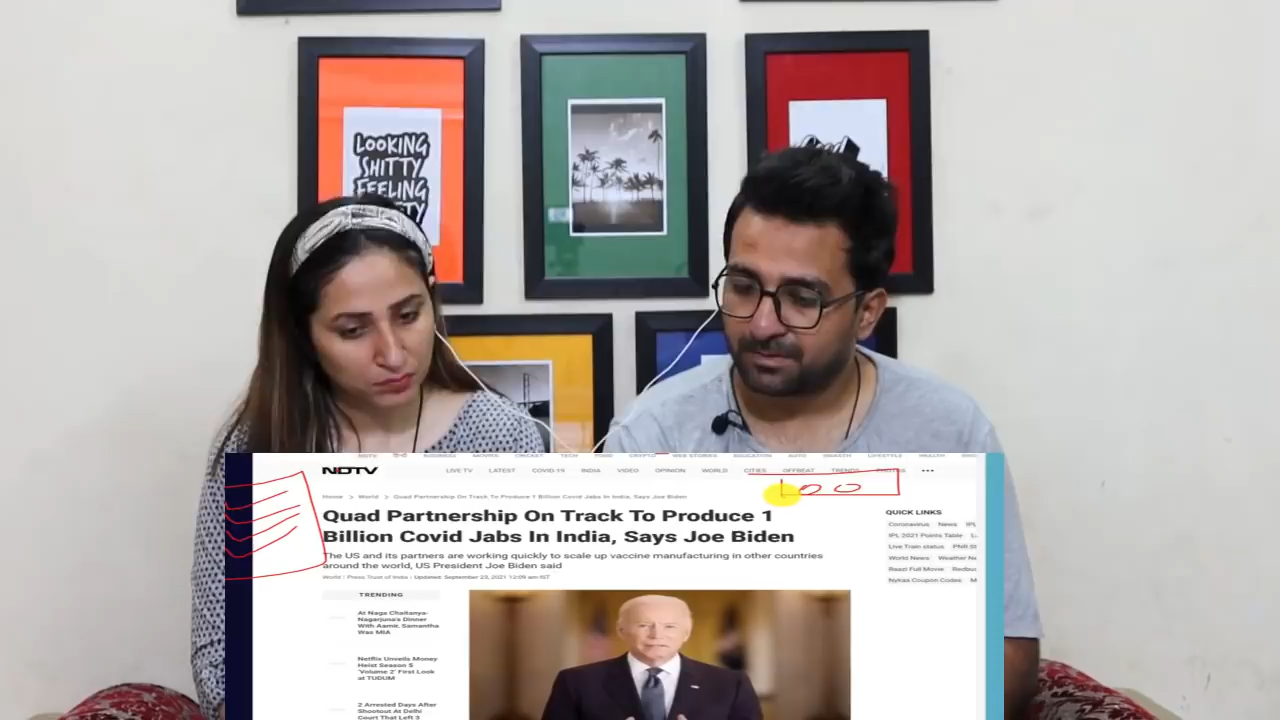 LOOKING
SHITTY
FEELING
NDTV
LIVE TV LATEST COVID-19 INDIA VIDEO OPINION WORLD CITIES OFFBEAT TRENDS PHOTOS
Home > World > Quad Partnership On Track To Produce 1 Billion Covid Jabs In India, Says Joe Biden
Quad Partnership On Track To Produce 1
Billion Covid Jabs In India, Says Joe Biden
The US and its partners are working quickly to scale up vaccine manufacturing in other countries
around the world, US President Joe Biden said
World | Press Trust of India | Updated: September 23, 2021 12:09 am IST
QUICK LINKS
Coronavirus News
IPL 2021 Points Table
Live Train status PNR
World News Weather
Raazi Full Movie
Nykaa Coupon Codes
TRENDING
At Naga Chaitanya-
Nagarjuna's Dinner
With Aamir, Samantha
Was MIA
Netflix Unveils Money
Heist Season 5
'Volume 2' First Look
at TUDUM
2 Arrested Days After
Shootout At Delhi
Court That Left 3